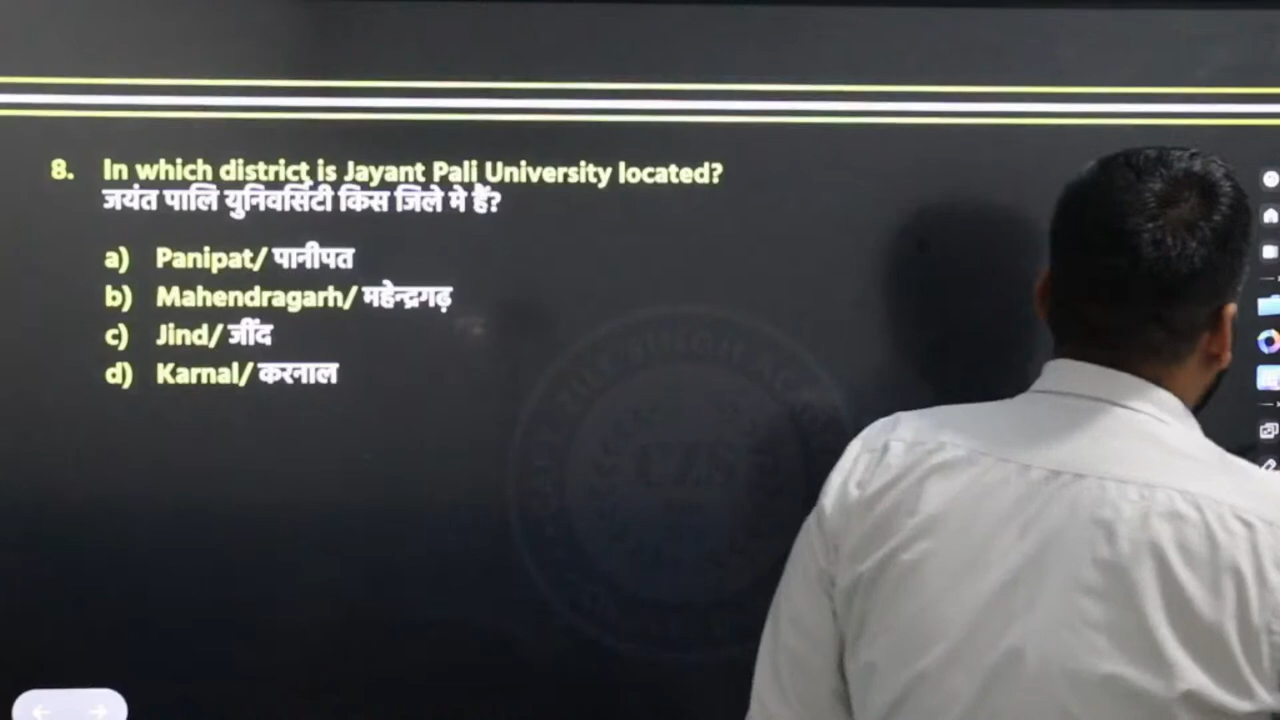 8. In which district is Jayant Pali University located?
जयंत पालि युनिवर्सिटी किस जिले मे हैं?
a) Panipat/ पानीपत
b) Mahendragarh/ महेन्द्रगढ़
c) Jind/ जींद
d) Karnal/ करनाल